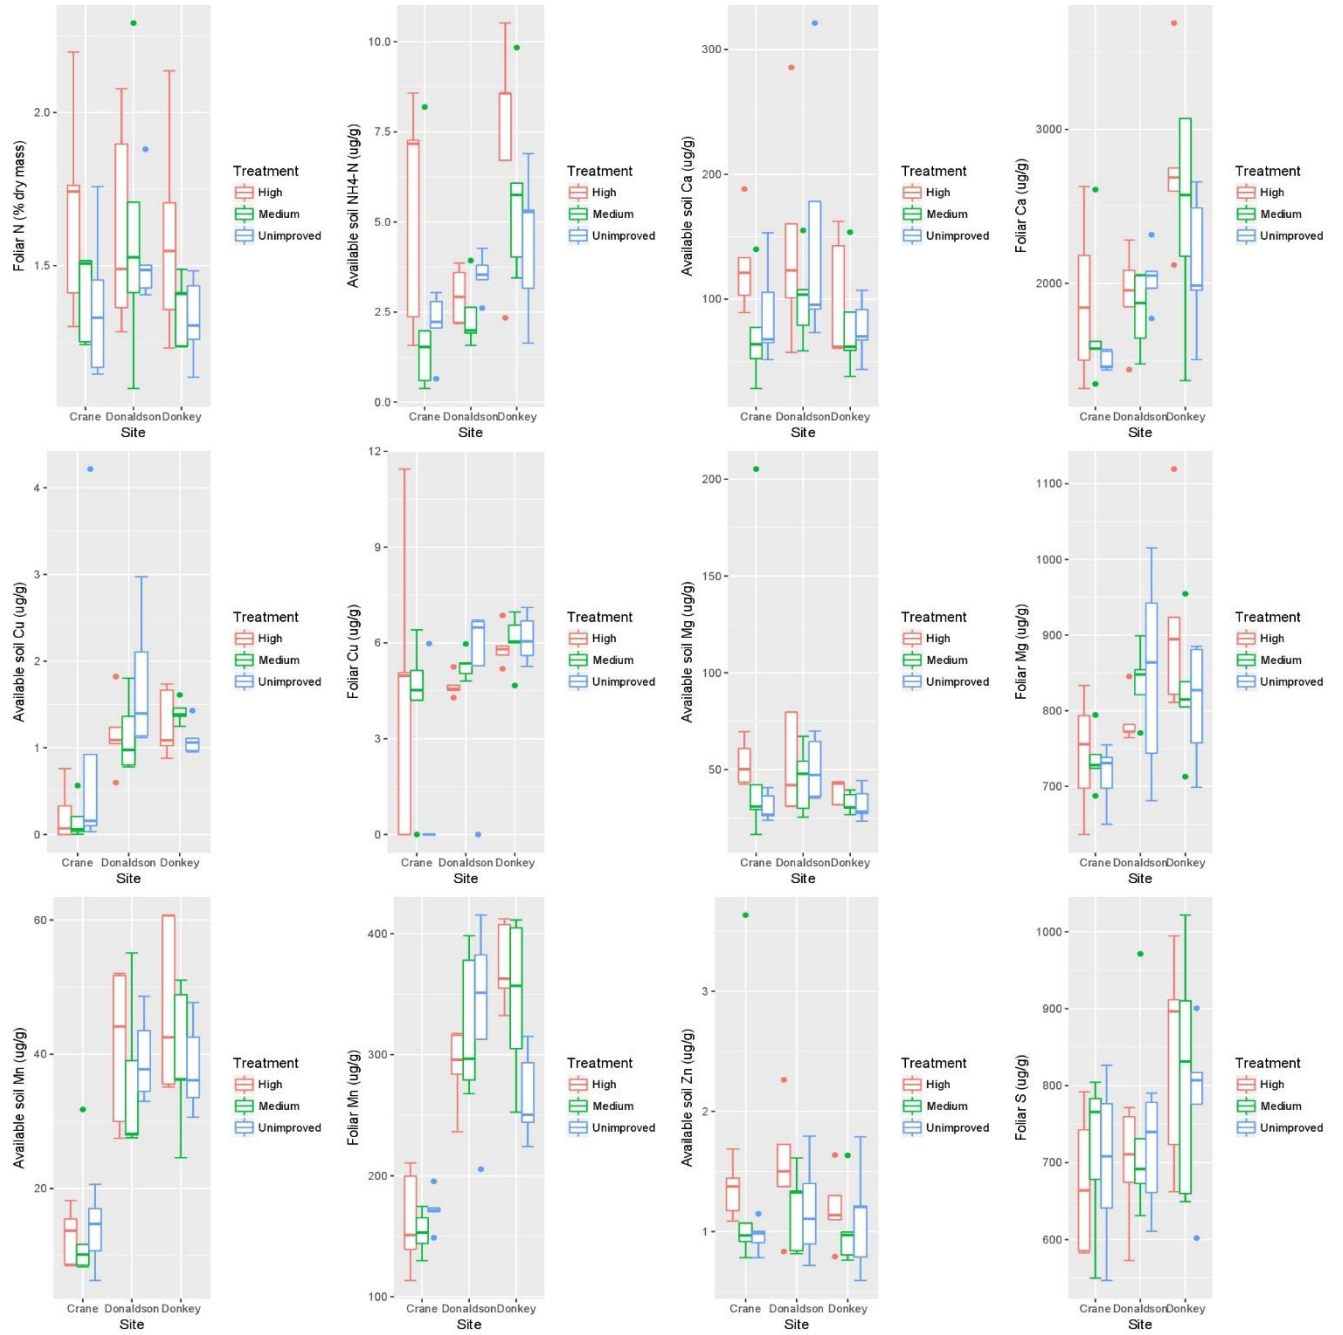 Foliar N (% dry mass)
2.0
1.5
Crane Donaldson Donkey
Site
Treatment
High
Medium
Unimproved
Available soil NH4-N (ug/g)
10.0
7.5
5.0
2.5
0.0
Crane Donaldson Donkey
Site
Treatment
High
Medium
Unimproved
Available soil Ca (ug/g)
300
200
100
Crane Donaldson Donkey
Site
Treatment
High
Medium
Unimproved
Foliar Ca (ug/g)
3000
2000
Crane Donaldson Donkey
Site
Treatment
High
Medium
Unimproved
Available soil Cu (ug/g)
4
3
2
1
0
Crane Donaldson Donkey
Site
Treatment
High
Medium
Unimproved
Foliar Cu (ug/g)
12
9
6
3
0
Crane Donaldson Donkey
Site
Treatment
High
Medium
Unimproved
Available soil Mg (ug/g)
200
150
100
50
Crane Donaldson Donkey
Site
Treatment
High
Medium
Unimproved
Foliar Mg (ug/g)
1100
1000
900
800
700
Crane Donaldson Donkey
Site
Treatment
High
Medium
Unimproved
Available soil Mn (ug/g)
60
40
20
Crane Donaldson Donkey
Site
Treatment
High
Medium
Unimproved
Foliar Mn (ug/g)
400
300
200
100
Crane Donaldson Donkey
Site
Treatment
High
Medium
Unimproved
Available soil Zn (ug/g)
3
2
1
Crane Donaldson Donkey
Site
Treatment
High
Medium
Unimproved
Foliar S (ug/g)
1000
900
800
700
600
Crane Donaldson Donkey
Site
Treatment
High
Medium
Unimproved